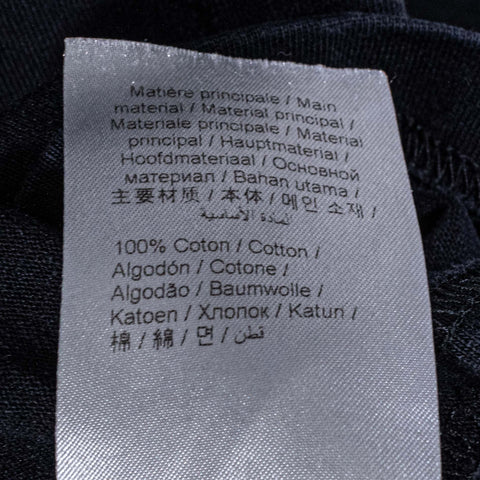 Matière principale / Main
material / Material principal /
Materiale principale / Material
principal / Hauptmaterial /
Hoofdmateriaal / Основной
материал / Bahan utama /
主要材质 / 本体 / 메인 소재 /
المادة الأساسية
100% Coton / Cotton /
Algodón / Cotone /
Algodão / Baumwolle /
Katoen / Хлопок / Katun /
棉 / 綿 / 면 / قطن